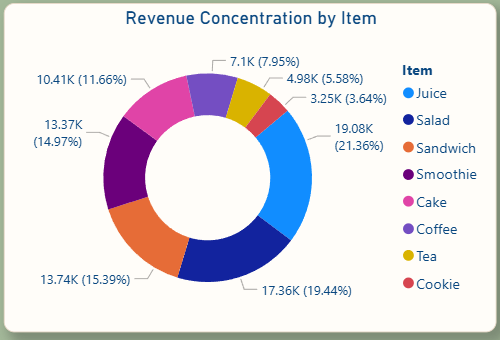 Revenue Concentration by Item
7.1K (7.95%)
4.98K (5.58%)
3.25K (3.64%)
19.08K
(21.36%)
17.36K (19.44%)
13.74K (15.39%)
13.37K
(14.97%)
10.41K (11.66%)
Item
Juice
Salad
Sandwich
Smoothie
Cake
Coffee
Tea
Cookie